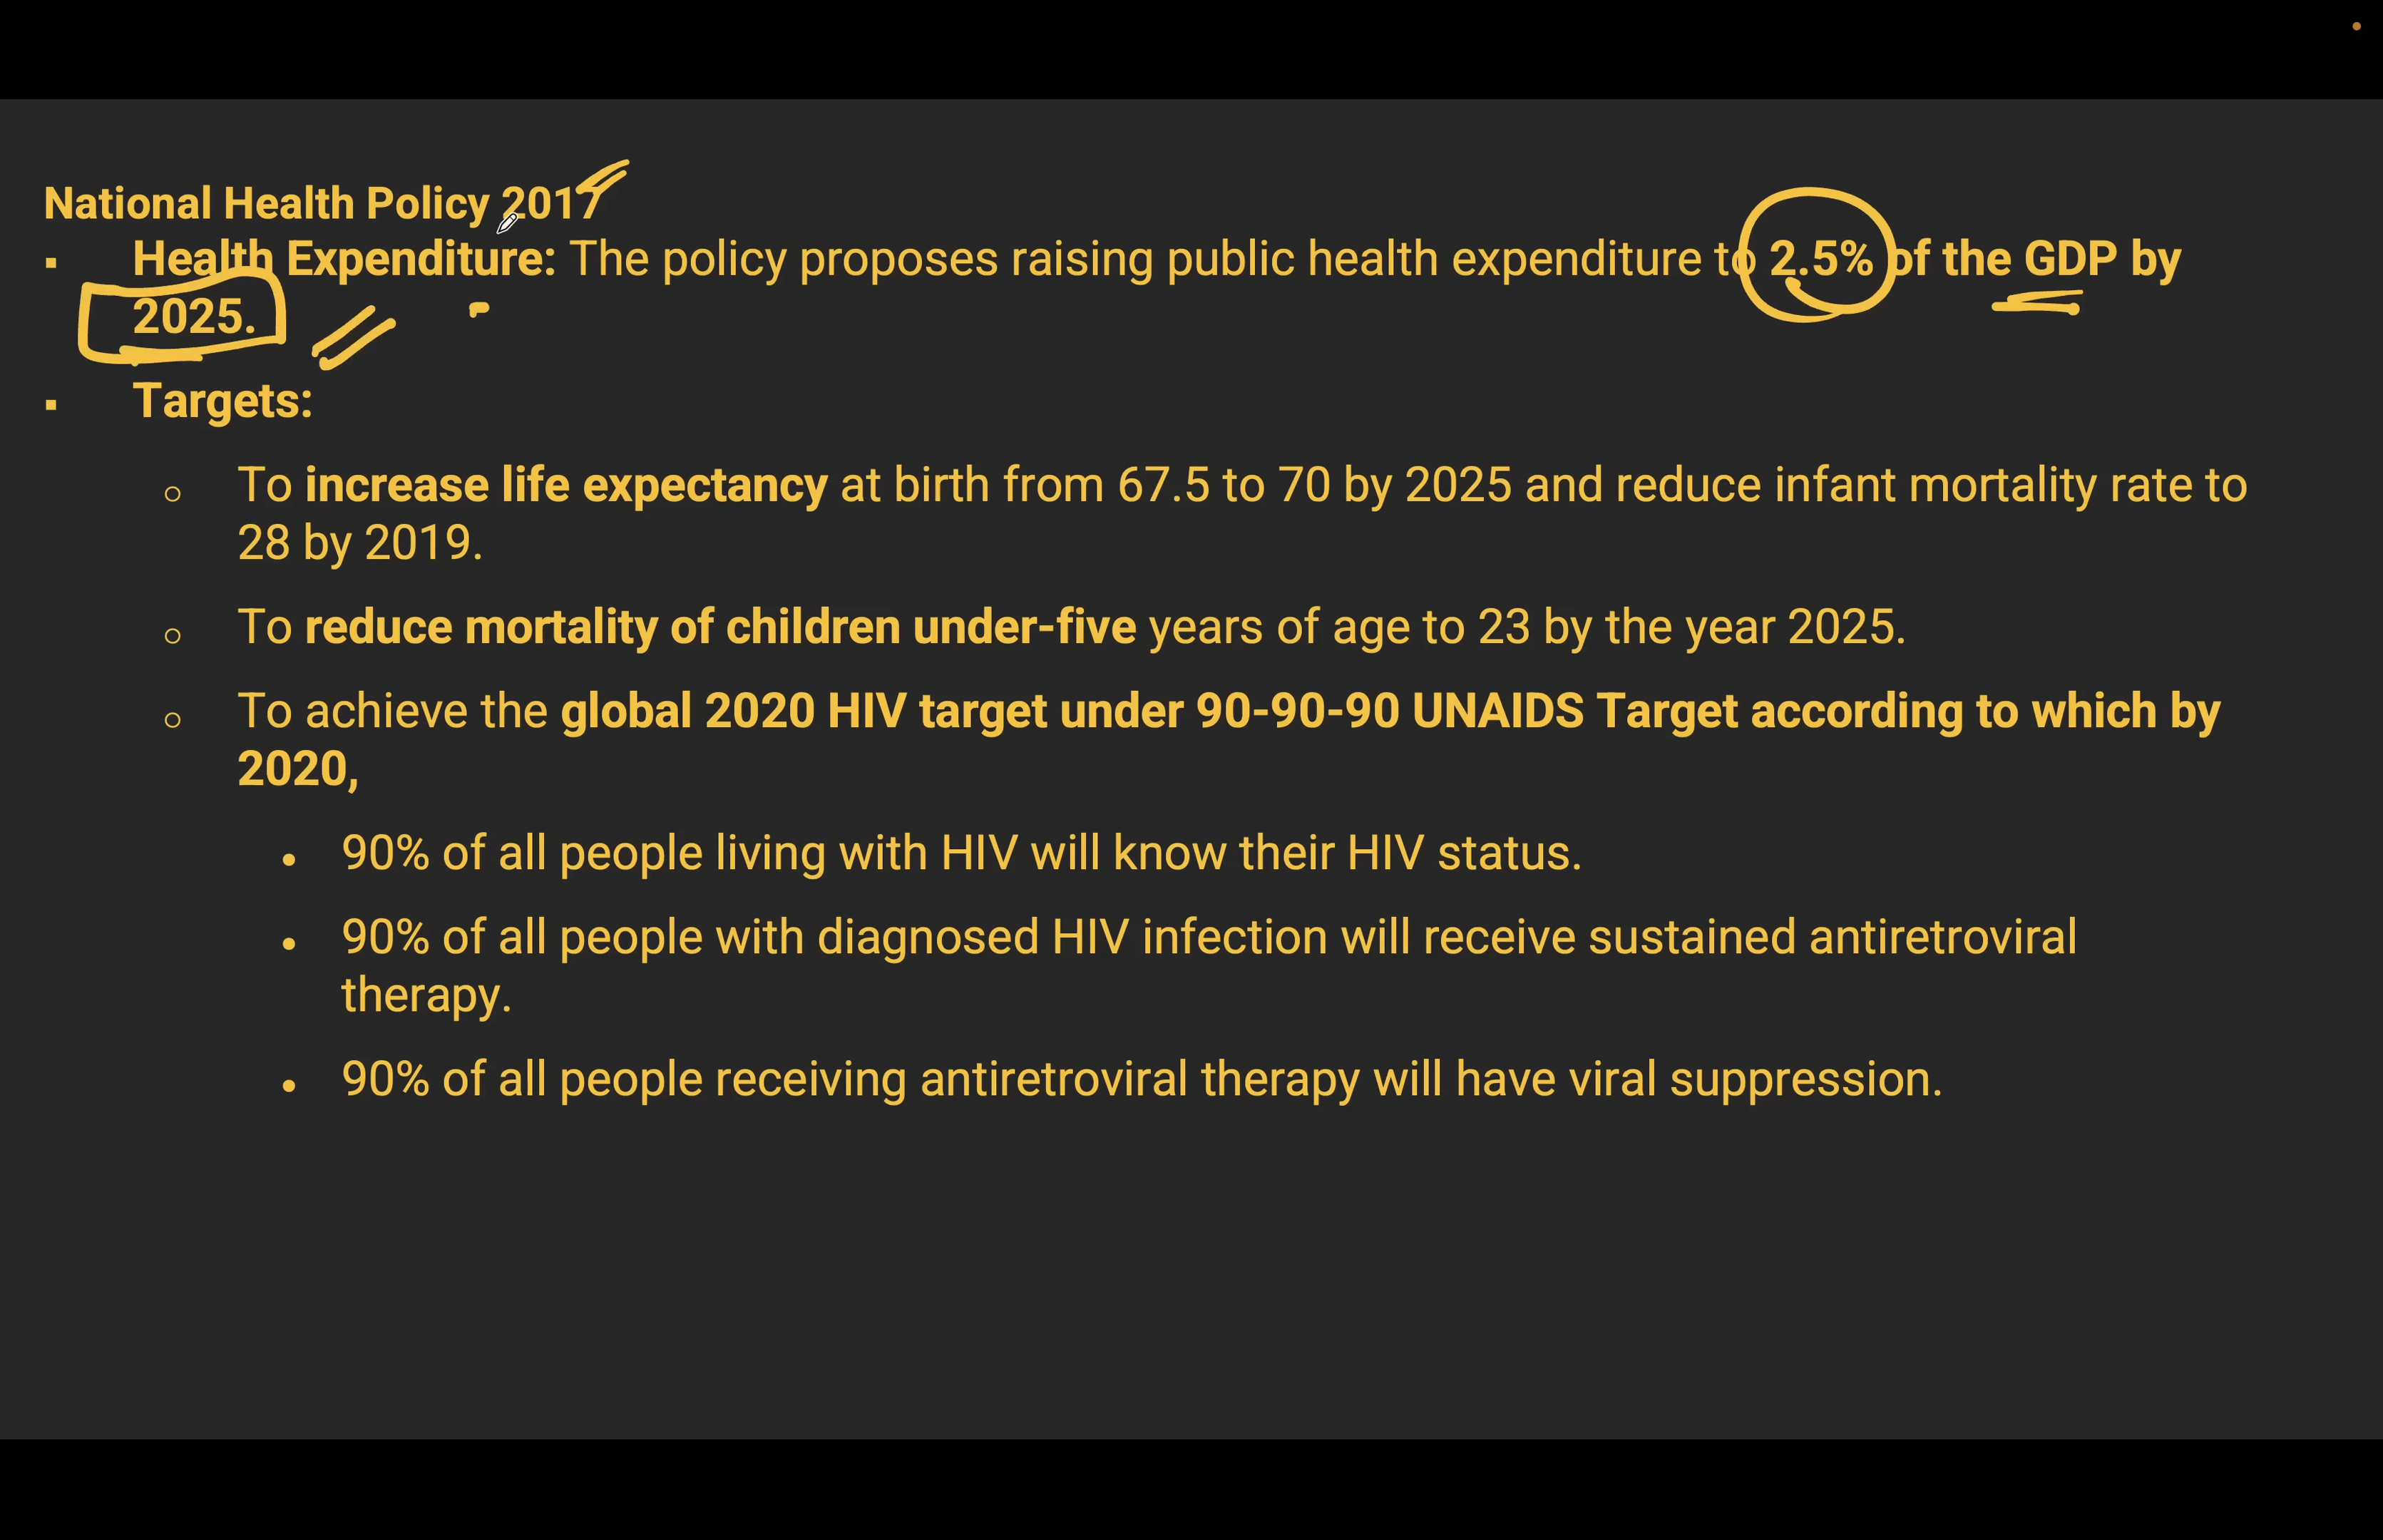 National Health Policy 2017
▪ Health Expenditure: The policy proposes raising public health expenditure to 2.5% of the GDP by
2025.
▪ Targets:
○ To increase life expectancy at birth from 67.5 to 70 by 2025 and reduce infant mortality rate to
28 by 2019.
○ To reduce mortality of children under-five years of age to 23 by the year 2025.
○ To achieve the global 2020 HIV target under 90-90-90 UNAIDS Target according to which by
2020,
• 90% of all people living with HIV will know their HIV status.
• 90% of all people with diagnosed HIV infection will receive sustained antiretroviral
therapy.
• 90% of all people receiving antiretroviral therapy will have viral suppression.